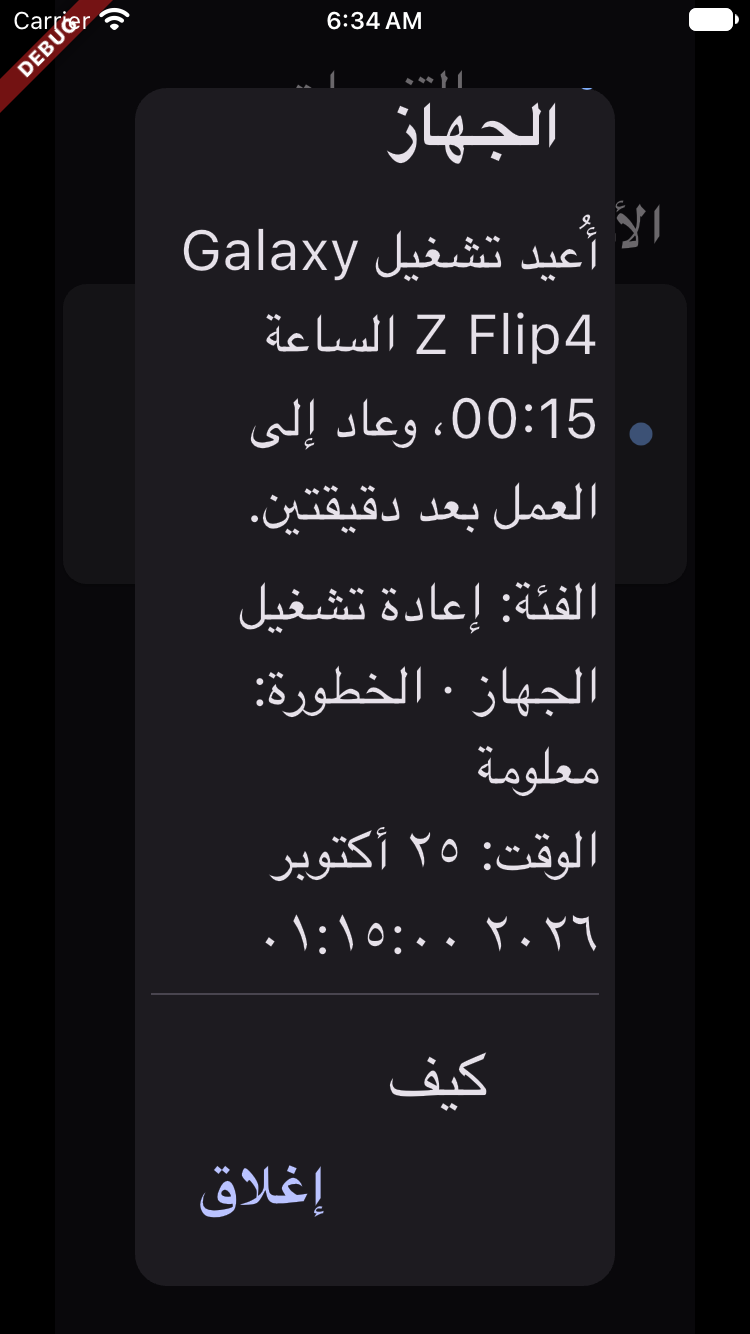 Carrier 6:34 AM
DEBUG
الجهاز
أُعيد تشغيل Galaxy
Z Flip4 الساعة
00:15، وعاد إلى
العمل بعد دقيقتين.
الفئة: إعادة تشغيل
الجهاز · الخطورة:
معلومة
الوقت: ٢٥ أكتوبر
٢٠٢٦ ٠١:١٥:٠٠
كيف
إغلاق